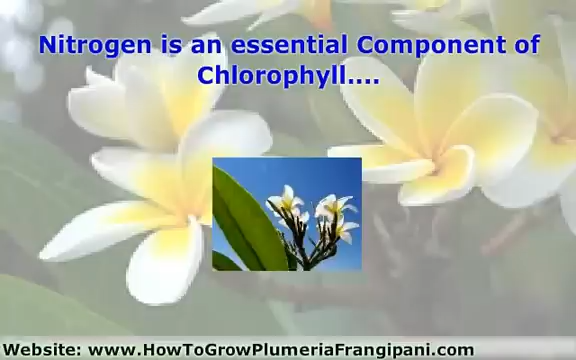 Nitrogen is an essential Component of
Chlorophyll....
Website: www.HowToGrowPlumeriaFrangipani.com